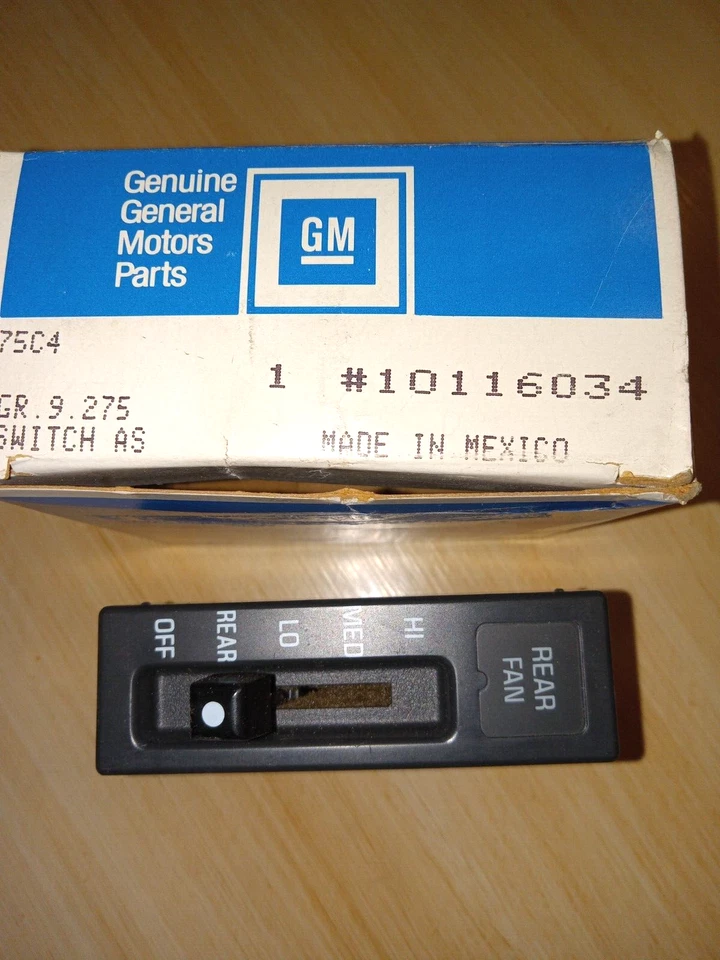 Genuine
General
Motors
Parts
GM
75C4
1 #10116034
GR.9.275
SWITCH AS
MADE IN MEXICO
OFF
REAR
LO
MED
HI
REAR
FAN